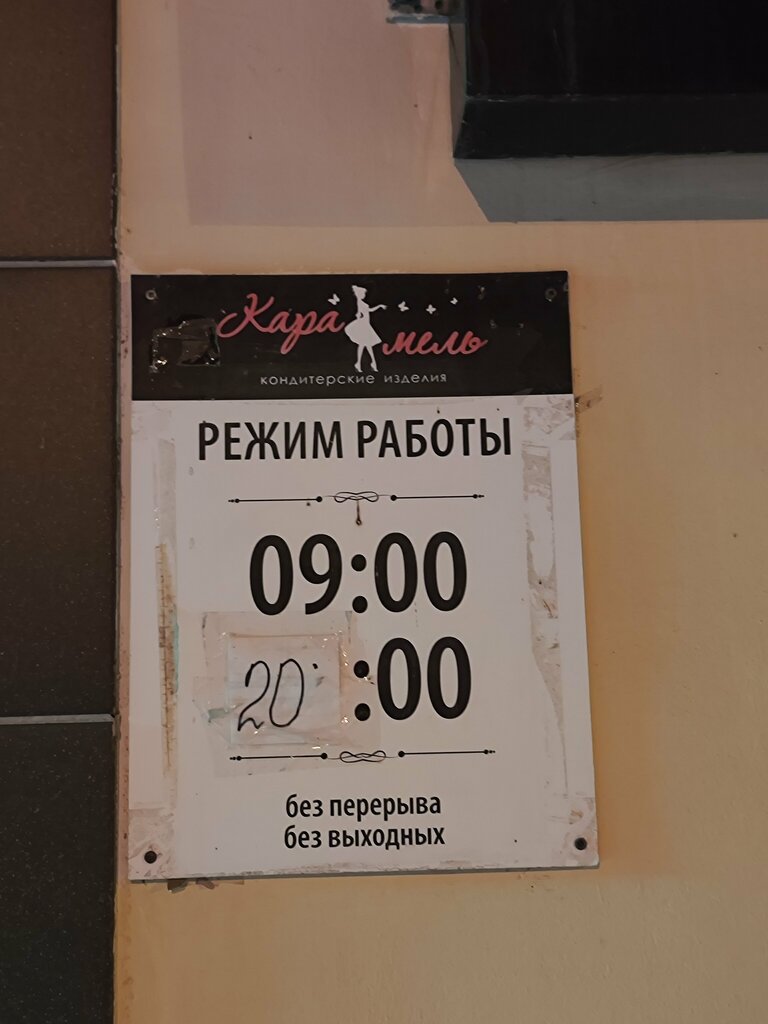 Карамель
кондитерские изделия
РЕЖИМ РАБОТЫ
09:00
20:00
без перерыва
без выходных